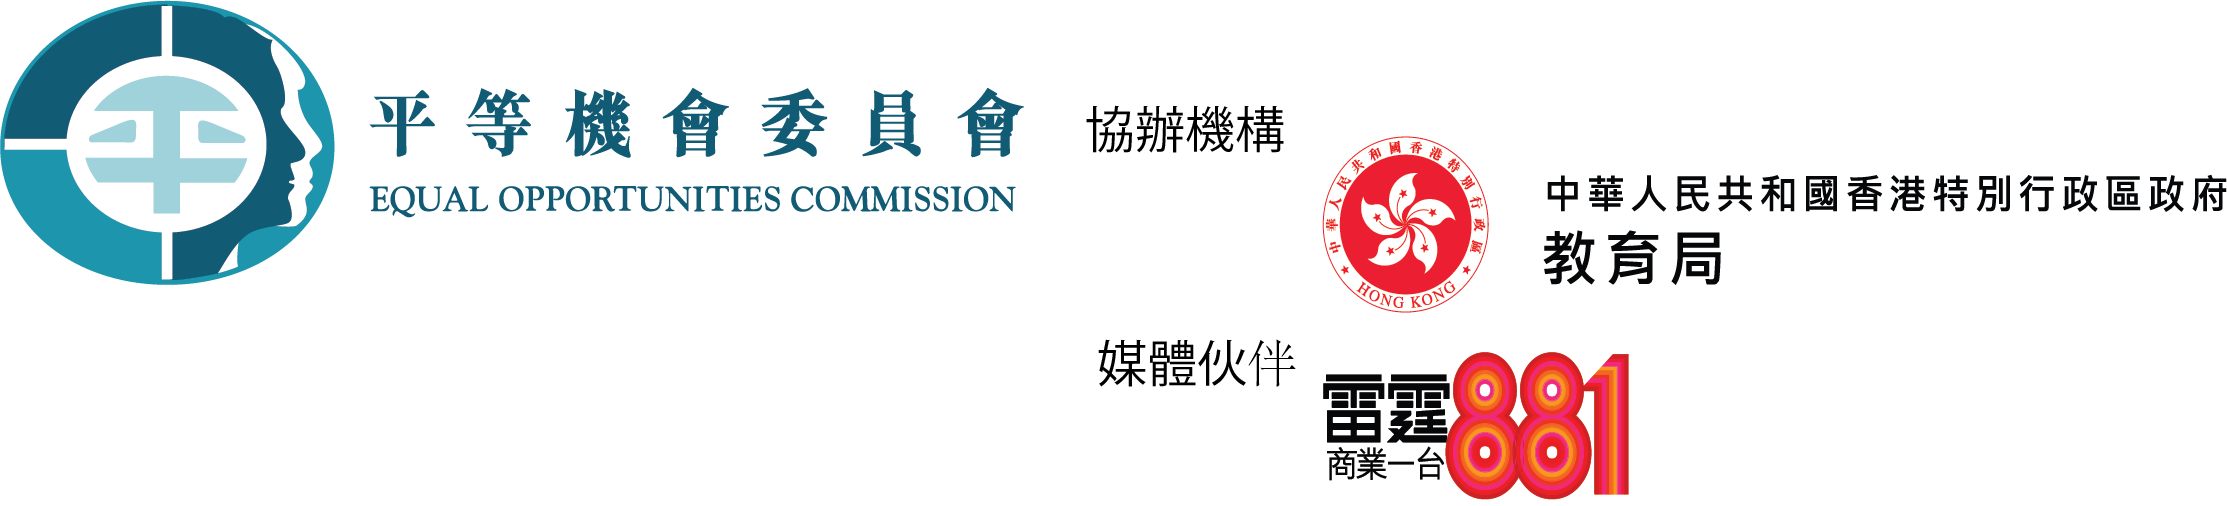 平等機會委員會
EQUAL OPPORTUNITIES COMMISSION
協辦機構
中華人民共和國香港特別行政區
HONG KONG
中華人民共和國香港特別行政區政府
教育局
媒體伙伴
雷霆881
商業一台